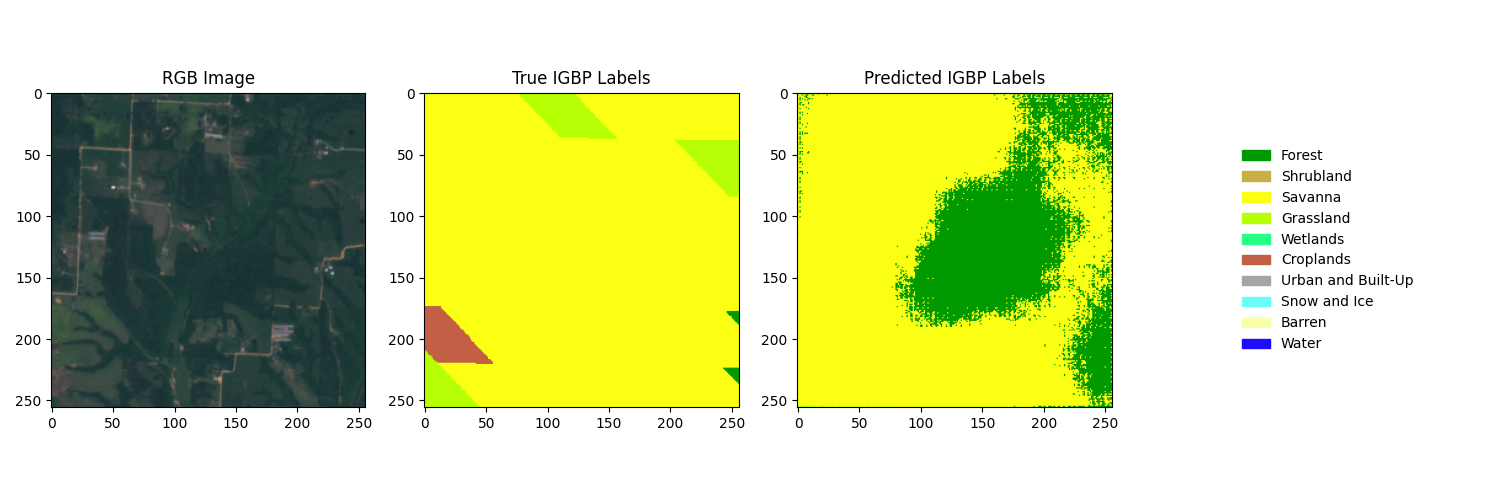 RGB Image
0
50
100
150
200
250
0 50 100 150 200 250
True IGBP Labels
0
50
100
150
200
250
0 50 100 150 200 250
Predicted IGBP Labels
0
50
100
150
200
250
0 50 100 150 200 250
Forest
Shrubland
Savanna
Grassland
Wetlands
Croplands
Urban and Built-Up
Snow and Ice
Barren
Water